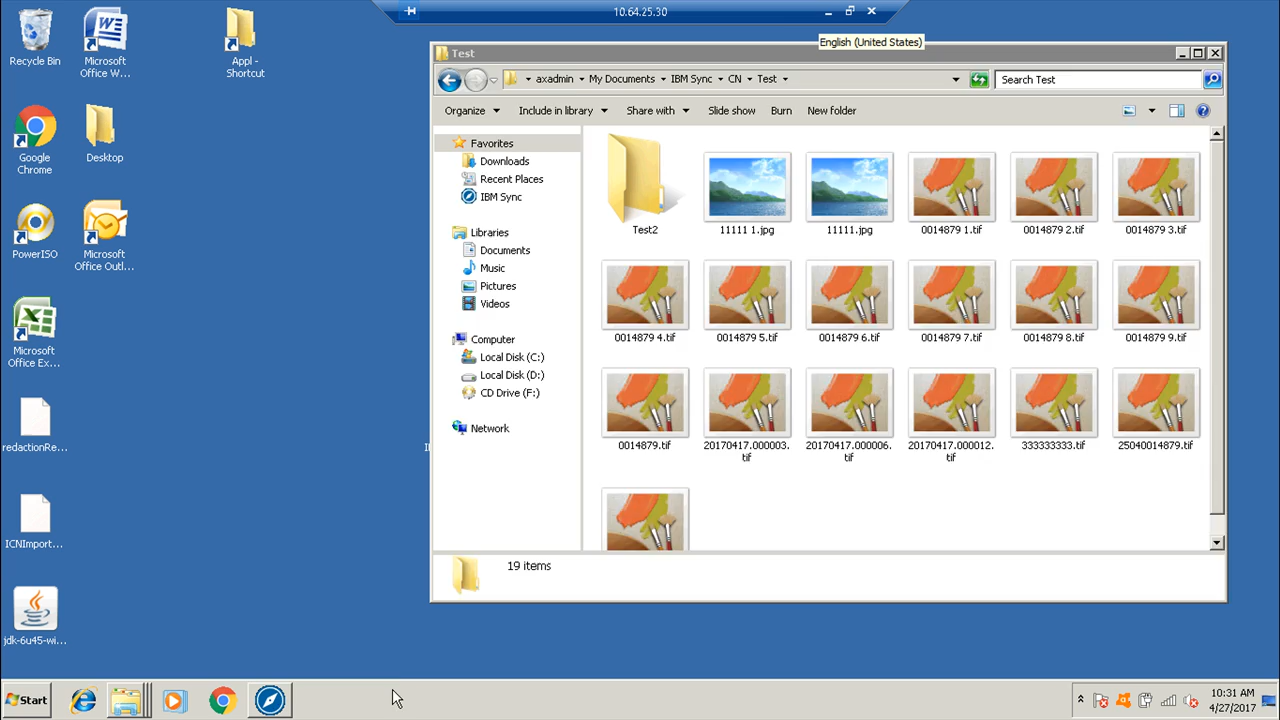 10.64.25.30
English (United States)
Recycle Bin
Microsoft
Office W...
Appl -
Shortcut
Google
Chrome
Desktop
PowerISO
Microsoft
Office Outl...
Microsoft
Office Ex...
redactionRe...
ICNImport...
jdk-6u45-wi...
Test
axadmin
My Documents
IBM Sync
CN
Test
Search Test
Organize
Include in library
Share with
Slide show
Burn
New folder
Favorites
Downloads
Recent Places
IBM Sync
Libraries
Documents
Music
Pictures
Videos
Computer
Local Disk (C:)
Local Disk (D:)
CD Drive (F:)
Network
Test2
11111 1.jpg
11111.jpg
0014879 1.tif
0014879 2.tif
0014879 3.tif
0014879 4.tif
0014879 5.tif
0014879 6.tif
0014879 7.tif
0014879 8.tif
0014879 9.tif
0014879.tif
20170417.000003.
tif
20170417.000006.
tif
20170417.000012.
tif
333333333.tif
25040014879.tif
19 items
Start
10:31 AM
4/27/2017